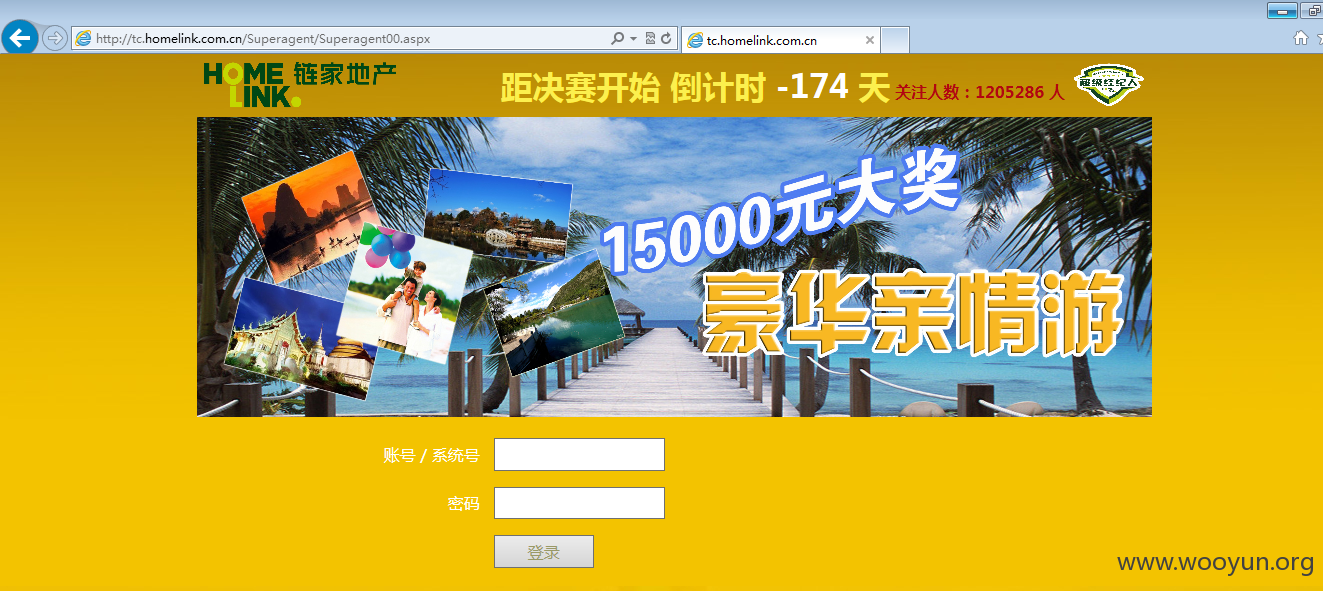 http://tc.homelink.com.cn/Superagent/Superagent00.aspx
tc.homelink.com.cn
HOME LINK. 链家地产
距决赛开始 倒计时 -174 天 关注人数：1205286 人
超级经纪人
15000元大奖
豪华亲情游
账号 / 系统号
密码
登录
www.wooyun.org